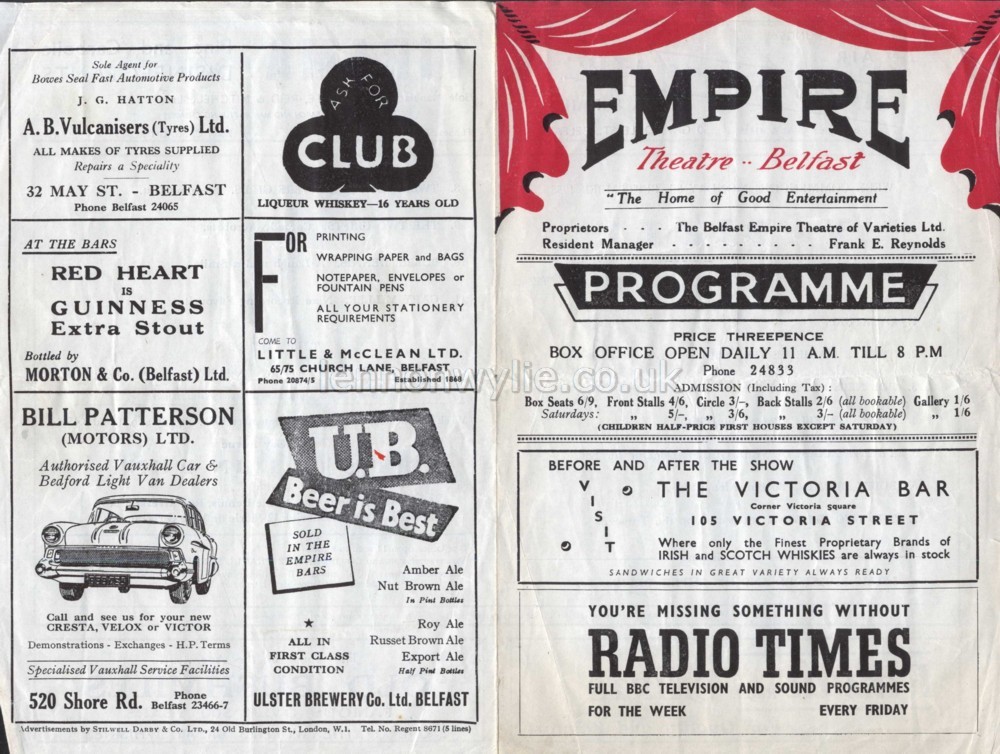 Sole Agent for
Bowes Seal Fast Automotive Products
J. G. HATTON
A. B. Vulcanisers (Tyres) Ltd.
ALL MAKES OF TYRES SUPPLIED
Repairs a Speciality
32 MAY ST. - BELFAST
Phone Belfast 24065
ASK FOR
CLUB
LIQUEUR WHISKEY—16 YEARS OLD
AT THE BARS
RED HEART
IS
GUINNESS
Extra Stout
Bottled by
MORTON & Co. (Belfast) Ltd.
FOR PRINTING
WRAPPING PAPER and BAGS
NOTEPAPER, ENVELOPES or
FOUNTAIN PENS
ALL YOUR STATIONERY
REQUIREMENTS
COME TO
LITTLE & McCLEAN LTD.
65/75 CHURCH LANE, BELFAST
Phone 20874/5 Established 1868
BILL PATTERSON
(MOTORS) LTD.
Authorised Vauxhall Car &
Bedford Light Van Dealers
Call and see us for your new
CRESTA, VELOX or VICTOR
Demonstrations - Exchanges - H.P. Terms
Specialised Vauxhall Service Facilities
520 Shore Rd. Phone
Belfast 23466-7
U.B.
Beer is Best
SOLD
IN THE
EMPIRE
BARS
Amber Ale
Nut Brown Ale
In Pint Bottles
★
ALL IN
FIRST CLASS
CONDITION
Roy Ale
Russet Brown Ale
Export Ale
Half Pint Bottles
ULSTER BREWERY Co. Ltd. BELFAST
Advertisements by STILWELL DARBY & CO. LTD., 24 Old Burlington St., London, W.1. Tel. No. Regent 8671 (5 lines)
EMPIRE
Theatre .. Belfast
"The Home of Good Entertainment
Proprietors - - - The Belfast Empire Theatre of Varieties Ltd.
Resident Manager - - - - - - - - - Frank E. Reynolds
PROGRAMME
PRICE THREEPENCE
BOX OFFICE OPEN DAILY 11 A.M. TILL 8 P.M
Phone 24833
ADMISSION (Including Tax) :
Box Seats 6/9, Front Stalls 4/6, Circle 3/-, Back Stalls 2/6 (all bookable) Gallery 1/6
Saturdays: „ 5/-, „ 3/6, „ 3/- (all bookable) „ 1/6
(CHILDREN HALF-PRICE FIRST HOUSES EXCEPT SATURDAY)
BEFORE AND AFTER THE SHOW
VISIT
THE VICTORIA BAR
Corner Victoria Square
105 VICTORIA STREET
Where only the Finest Proprietary Brands of
IRISH and SCOTCH WHISKIES are always in stock
SANDWICHES IN GREAT VARIETY ALWAYS READY
YOU'RE MISSING SOMETHING WITHOUT
RADIO TIMES
FULL BBC TELEVISION AND SOUND PROGRAMMES
FOR THE WEEK EVERY FRIDAY
lennonwylie.co.uk